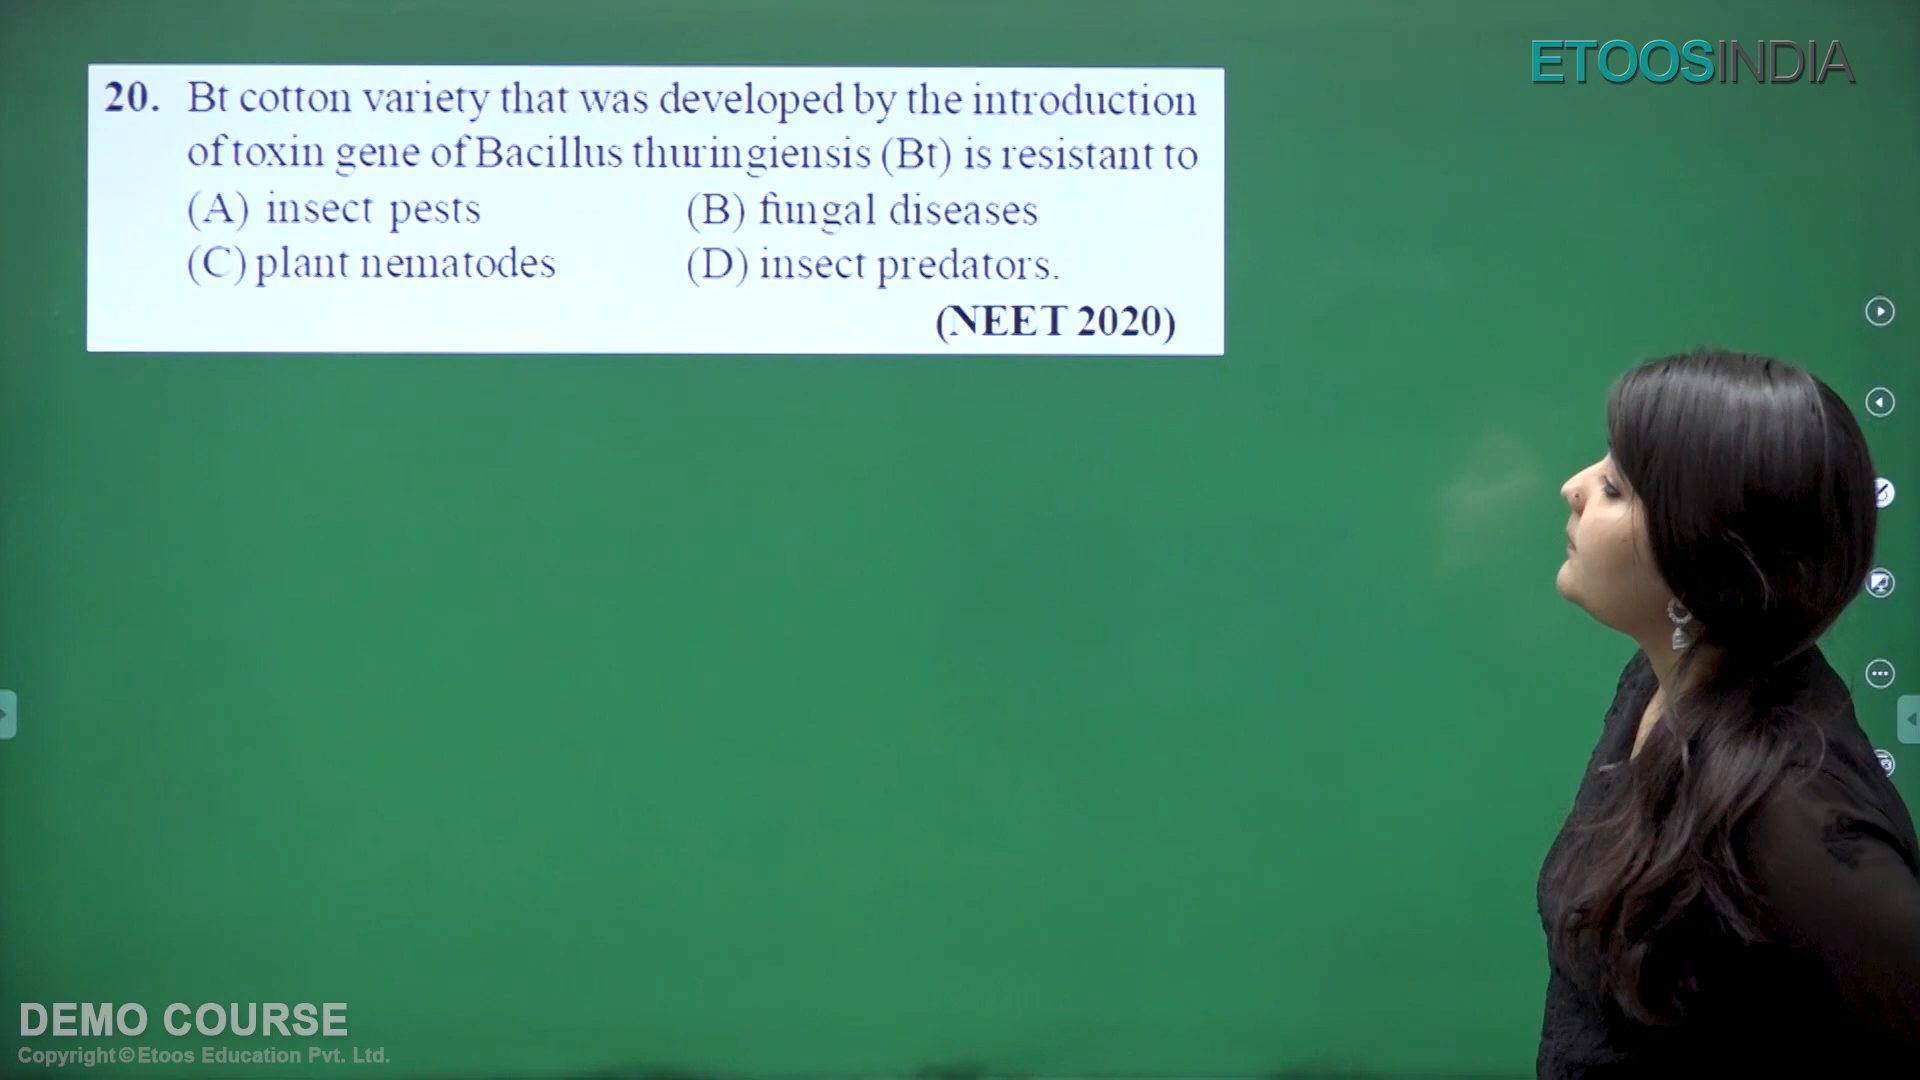 ETOOSINDIA
20. Bt cotton variety that was developed by the introduction
of toxin gene of Bacillus thuringiensis (Bt) is resistant to
(A) insect pests (B) fungal diseases
(C) plant nematodes (D) insect predators.
(NEET 2020)
DEMO COURSE
Copyright © Etoos Education Pvt. Ltd.